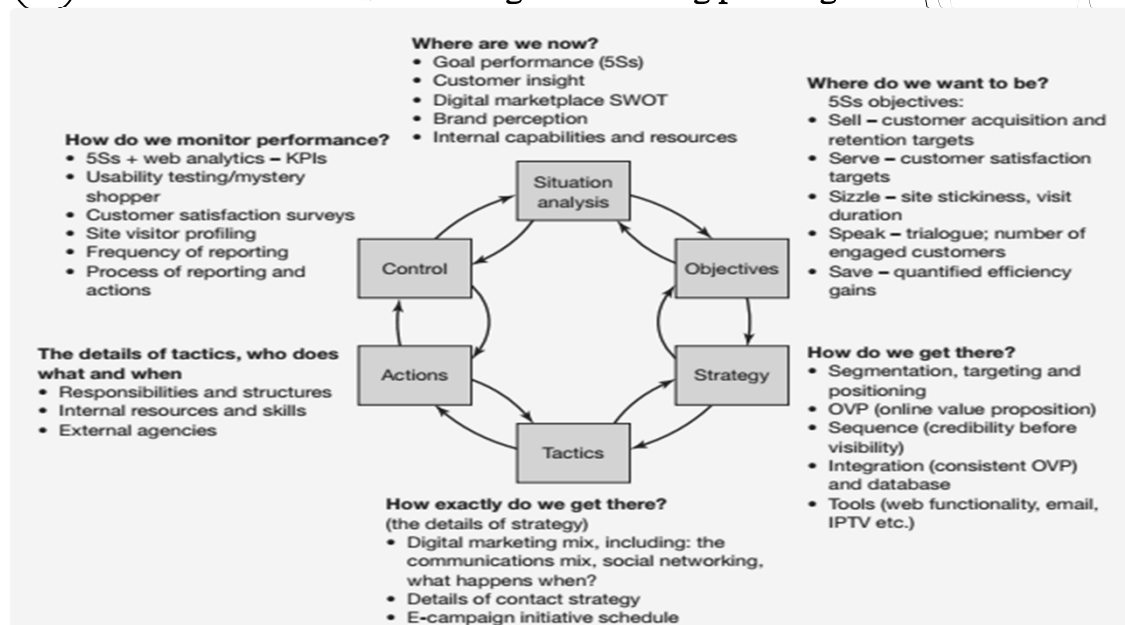 Where are we now?
• Goal performance (5Ss)
• Customer insight
• Digital marketplace SWOT
• Brand perception
• Internal capabilities and resources
Where do we want to be?
5Ss objectives:
• Sell – customer acquisition and
retention targets
• Serve – customer satisfaction
targets
• Sizzle – site stickiness, visit
duration
• Speak – trialogue; number of
engaged customers
• Save – quantified efficiency
gains
How do we monitor performance?
• 5Ss + web analytics – KPIs
• Usability testing/mystery
shopper
• Customer satisfaction surveys
• Site visitor profiling
• Frequency of reporting
• Process of reporting and
actions
Situation
analysis
Control
Objectives
Actions
Strategy
Tactics
The details of tactics, who does
what and when
• Responsibilities and structures
• Internal resources and skills
• External agencies
How do we get there?
• Segmentation, targeting and
positioning
• OVP (online value proposition)
• Sequence (credibility before
visibility)
• Integration (consistent OVP)
and database
• Tools (web functionality, email,
IPTV etc.)
How exactly do we get there?
(the details of strategy)
• Digital marketing mix, including: the
communications mix, social networking,
what happens when?
• Details of contact strategy
• E-campaign initiative schedule